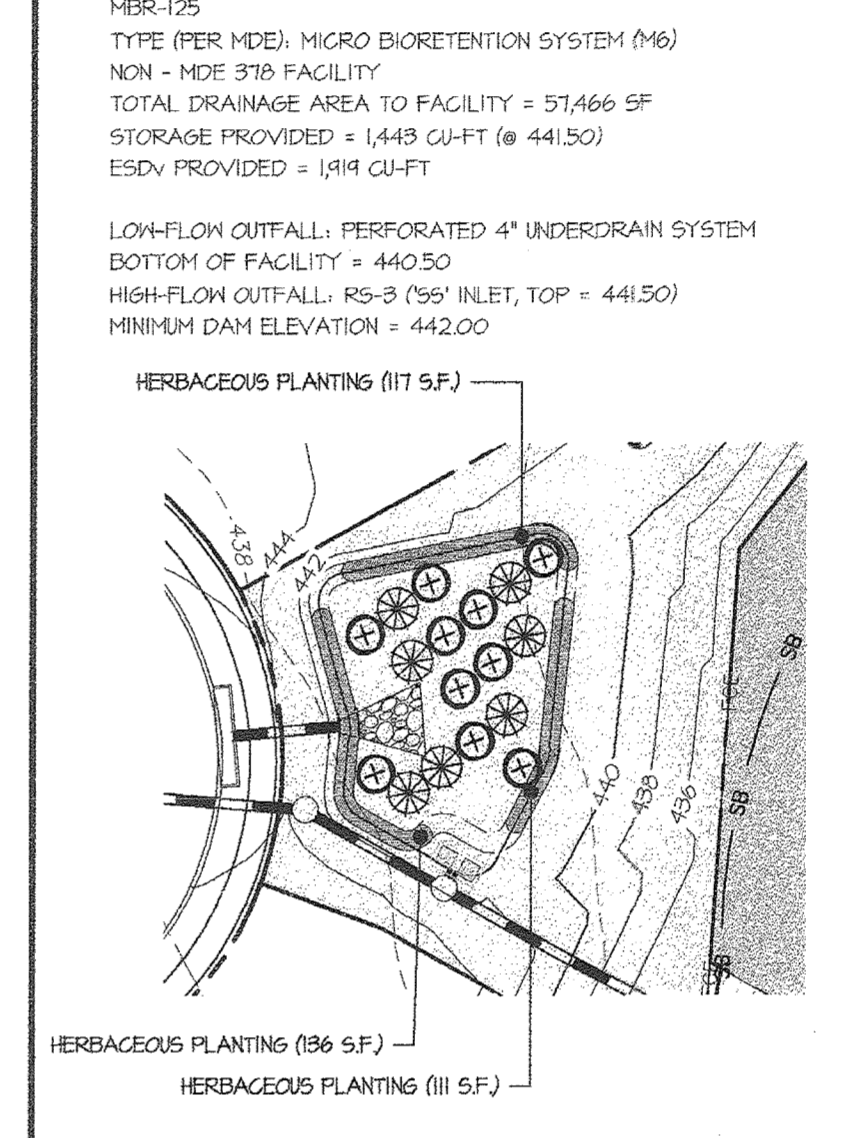 MBR-125
TYPE (PER MDE): MICRO BIORETENTION SYSTEM (M6)
NON - MDE 378 FACILITY
TOTAL DRAINAGE AREA TO FACILITY = 57,466 SF
STORAGE PROVIDED = 1,443 CU-FT (@ 441.50)
ESDv PROVIDED = 1,919 CU-FT
LOW-FLOW OUTFALL: PERFORATED 4" UNDERDRAIN SYSTEM
BOTTOM OF FACILITY = 440.50
HIGH-FLOW OUTFALL: RS-3 ('SS' INLET, TOP = 441.50)
MINIMUM DAM ELEVATION = 442.00
HERBACEOUS PLANTING (117 S.F.)
438
444
442
SB
440
438
436
SB
SB
HERBACEOUS PLANTING (136 S.F.)
HERBACEOUS PLANTING (111 S.F.)